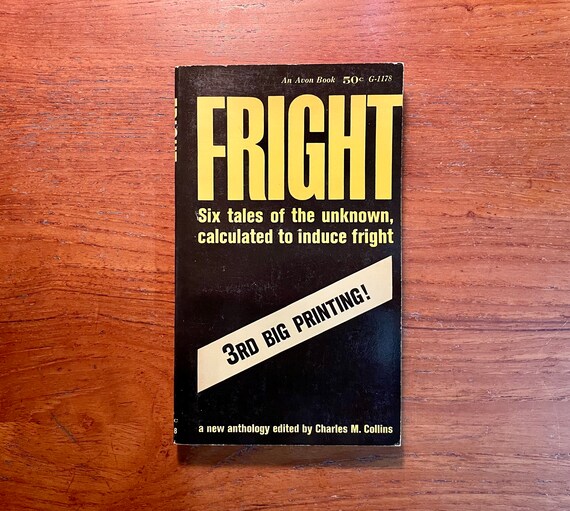 An Avon Book 50c G-1178
FRIGHT
Six tales of the unknown,
calculated to induce fright
3RD BIG PRINTING!
a new anthology edited by Charles M. Collins